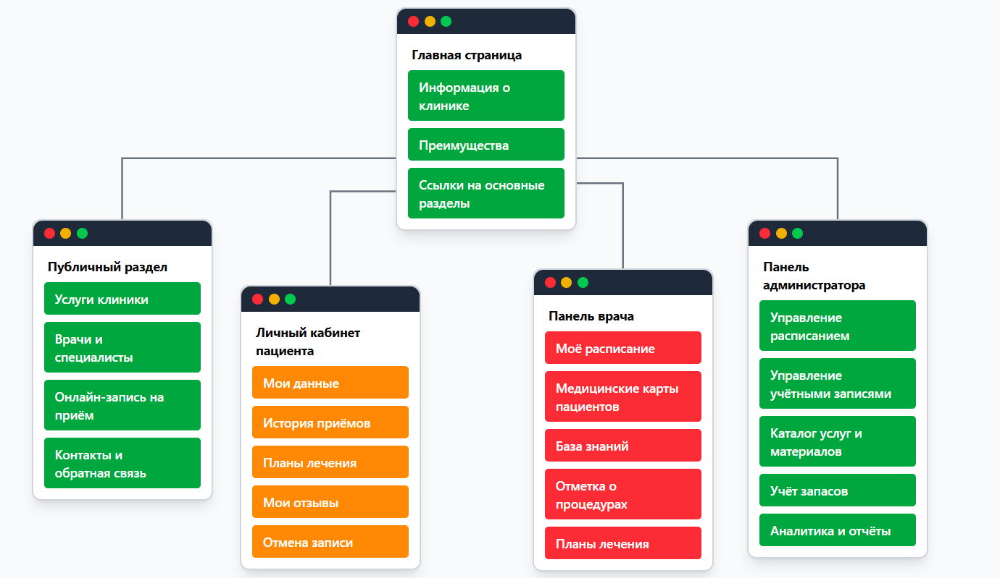 Главная страница
Информация о
клинике
Преимущества
Ссылки на основные
разделы
Публичный раздел
Услуги клиники
Врачи и
специалисты
Онлайн-запись на
приём
Контакты и
обратная связь
Личный кабинет
пациента
Мои данные
История приёмов
Планы лечения
Мои отзывы
Отмена записи
Панель врача
Моё расписание
Медицинские карты
пациентов
База знаний
Отметка о
процедурах
Планы лечения
Панель
администратора
Управление
расписанием
Управление
учётными записями
Каталог услуг и
материалов
Учёт запасов
Аналитика и отчёты